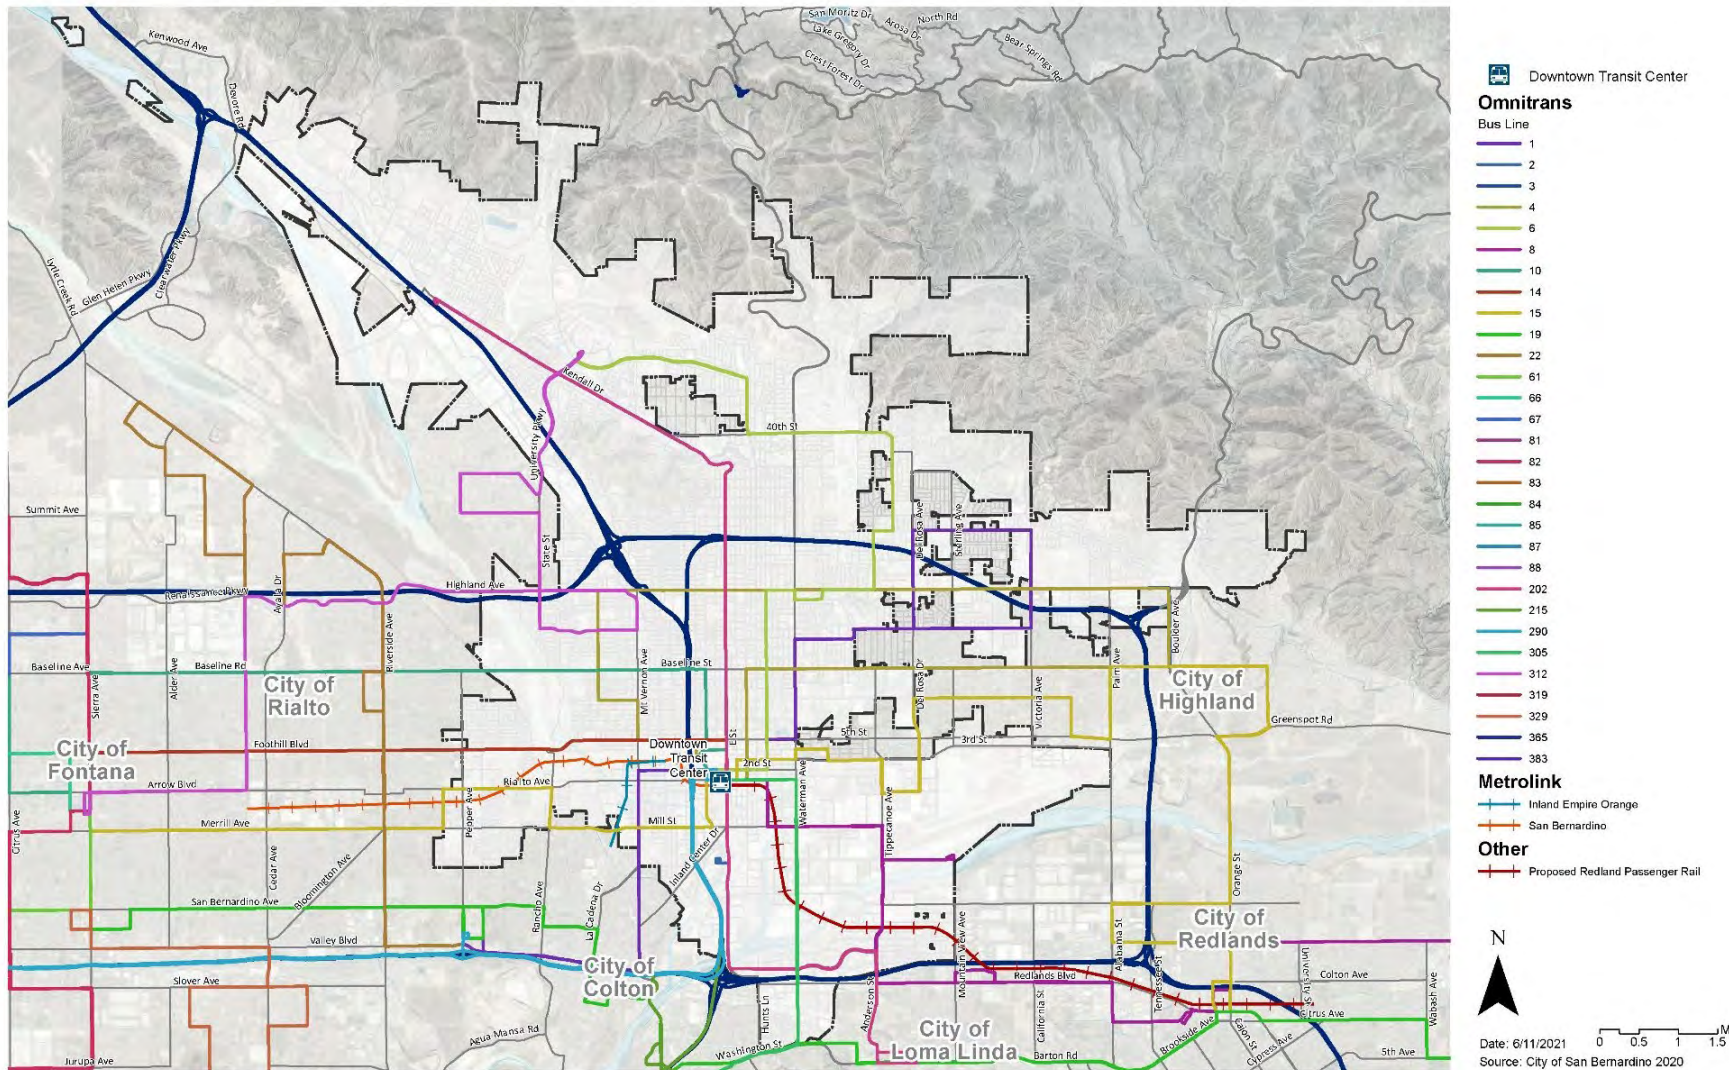 San Moritz Dr
North Rd
Arosa Dr
Lake Gregory Dr
Bear Springs Rd
Crest Forest Dr
Kenwood Ave
Devore Rd
Lytle Creek Rd
Glen Helen Pkwy
Clearwater Pkwy
Kendall Dr
University Pkwy
40th St
Summit Ave
State St
Del Rosa Ave
Sterling Ave
Highland Ave
Renaissance Pkwy
Ayala Dr
Riverside Ave
Boulder Ave
Baseline Ave
Baseline Rd
Baseline St
Sierra Ave
Alder Ave
Mt Vernon Ave
Del Rosa Dr
Victoria Ave
Palm Ave
City of
Rialto
City of
Highland
Greenspot Rd
City of
Fontana
Foothill Blvd
E St
5th St
3rd St
Downtown
Transit
Center
2nd St
Arrow Blvd
Rialto Ave
Waterman Ave
Tippecanoe Ave
Citrus Ave
Merrill Ave
Pepper Ave
Mill St
Inland Center Dr
Cedar Ave
Bloomington Ave
Orange St
San Bernardino Ave
Rancho Ave
La Cadena Dr
Mountain View Ave
Alabama St
City of
Redlands
Valley Blvd
City of
Colton
Slover Ave
Redlands Blvd
Tennessee St
University St
Colton Ave
Wabash Ave
Citrus Ave
Hunts Ln
Anderson St
California St
Agua Mansa Rd
Washington St
City of
Loma Linda
Barton Rd
Brookside Ave
Cajon St
Cypress Ave
5th Ave
Jurupa Ave
Downtown Transit Center
Omnitrans
Bus Line
1
2
3
4
6
8
10
14
15
19
22
61
66
67
81
82
83
84
85
87
88
202
215
290
305
312
319
329
365
383
Metrolink
Inland Empire Orange
San Bernardino
Other
Proposed Redland Passenger Rail
N
Date: 6/11/2021
Source: City of San Bernardino 2020
0 0.5 1 1.5
M